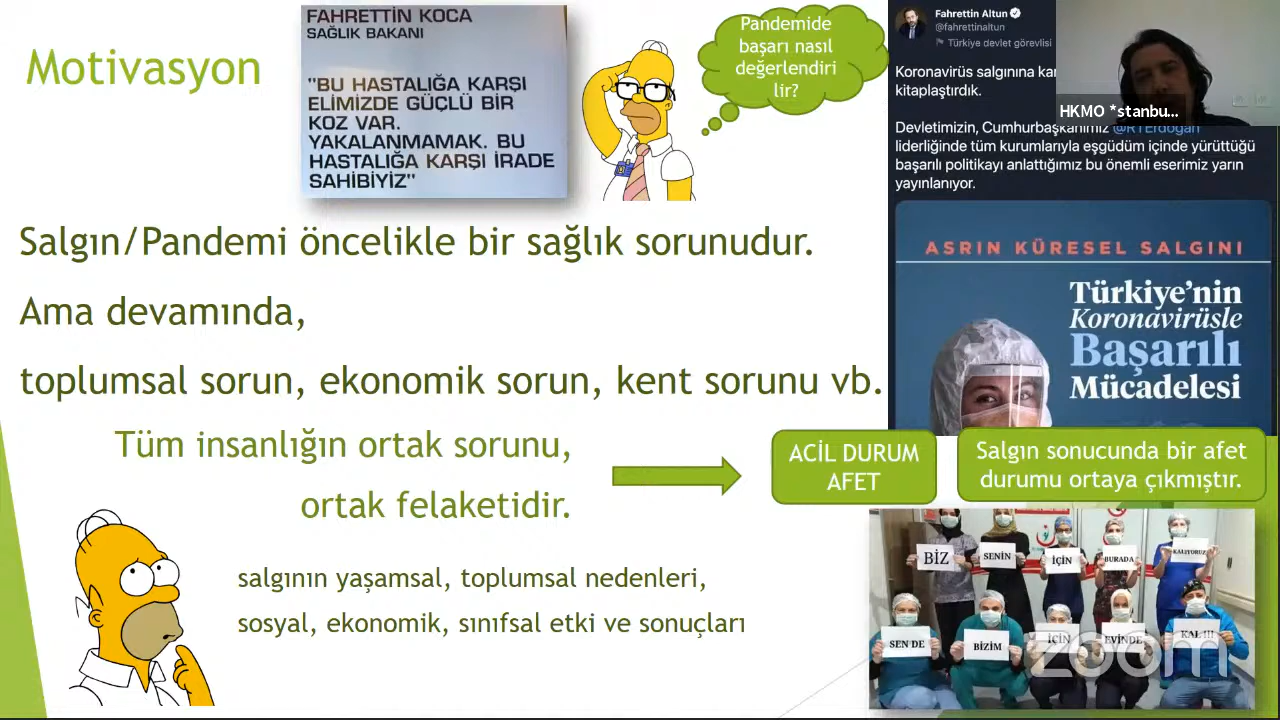 Motivasyon
FAHRETTİN KOCA
SAĞLIK BAKANI
"BU HASTALIĞA KARŞI
ELİMİZDE GÜÇLÜ BİR
KOZ VAR.
YAKALANMAMAK. BU
HASTALIĞA KARŞI İRADE
SAHİBİYİZ"
Pandemide
başarı nasıl
değerlendiri
lir?
Fahrettin Altun
@fahrettinaltun
Türkiye devlet görevlisi
Koronavirüs salgınına
kitaplaştırdık.
HKMO *stanbu...
Devletimizin, Cumhurbaşkanımız @RTErdogan
liderliğinde tüm kurumlarıyla eşgüdüm içinde yürüttüğü
başarılı politikayı anlattığımız bu önemli eserimiz yarın
yayınlanıyor.
ASRIN KÜRESEL SALGINI
Türkiye'nin
Koronavirüsle
Başarılı
Mücadelesi
Salgın/Pandemi öncelikle bir sağlık sorunudur.
Ama devamında,
toplumsal sorun, ekonomik sorun, kent sorunu vb.
Tüm insanlığın ortak sorunu,
ortak felaketidir.
ACİL DURUM
AFET
Salgın sonucunda bir afet
durumu ortaya çıkmıştır.
salgının yaşamsal, toplumsal nedenleri,
sosyal, ekonomik, sınıfsal etki ve sonuçları
BİZ SENİN İÇİN BURADA KALIYORUZ
SEN DE BİZİM İÇİN EVİNDE KAL !!!
zoom